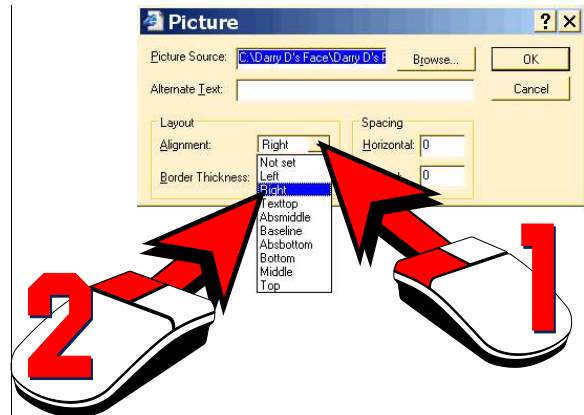 Picture ? ×
Picture Source: C:\Darry D's Face\Darry D's F Browse... OK
Alternate Text: Cancel
Layout Spacing
Alignment: Right Horizontal: 0
Border Thickness: 0
Not set
Left
Right
Texttop
Absmiddle
Baseline
Absbottom
Bottom
Middle
Top
2 1